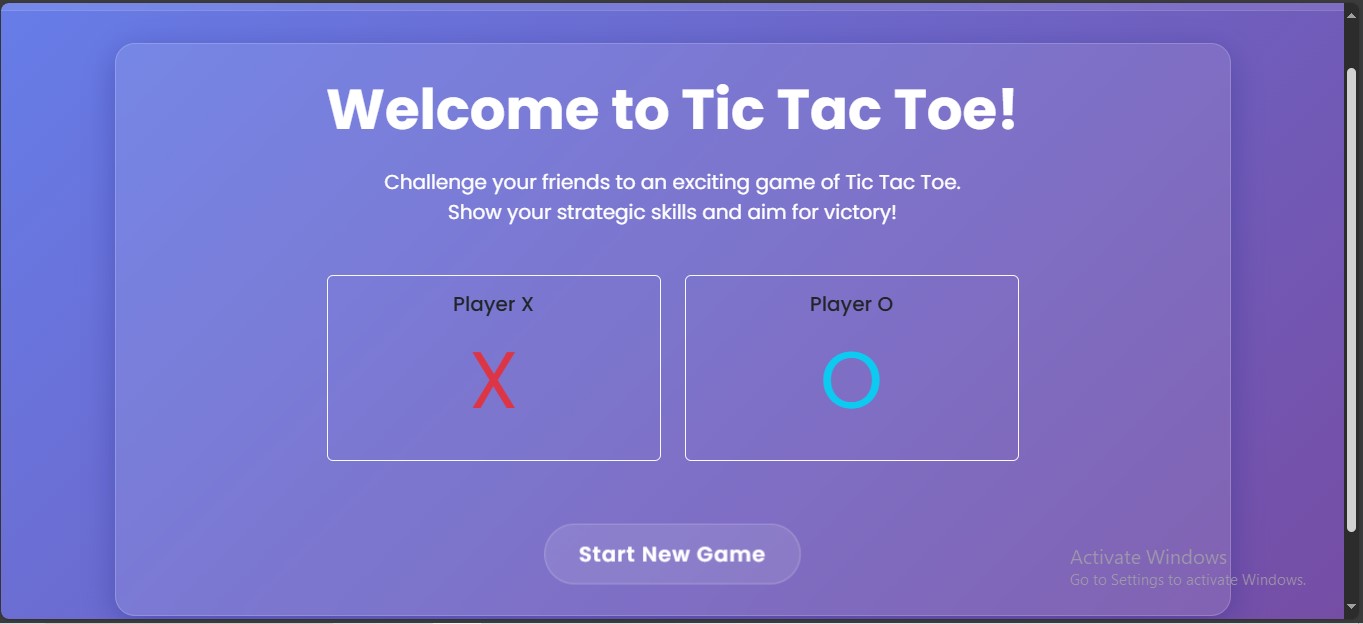 Welcome to Tic Tac Toe!
Challenge your friends to an exciting game of Tic Tac Toe.
Show your strategic skills and aim for victory!
Player X
X
Player O
O
Start New Game
Activate Windows
Go to Settings to activate Windows.